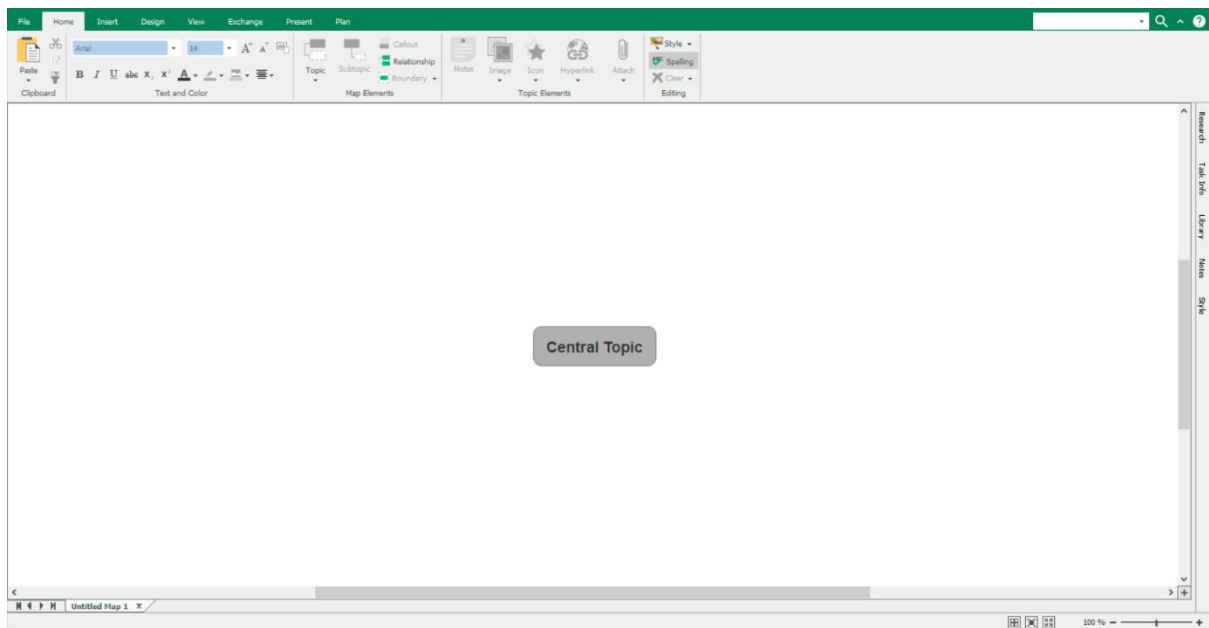 File Home Insert Design View Exchange Present Plan
Arial 14 A A
Callout
Style
Relationship
Spelling
Paste
B I U abc X, X² A
Topic Subtopic
Boundary
Notes Image Icon Hyperlink Attach
Clear
Clipboard Text and Color Map Elements Topic Elements Editing
Research
Task Info
Library
Notes
Style
Central Topic
Untitled Map 1 x
100 %